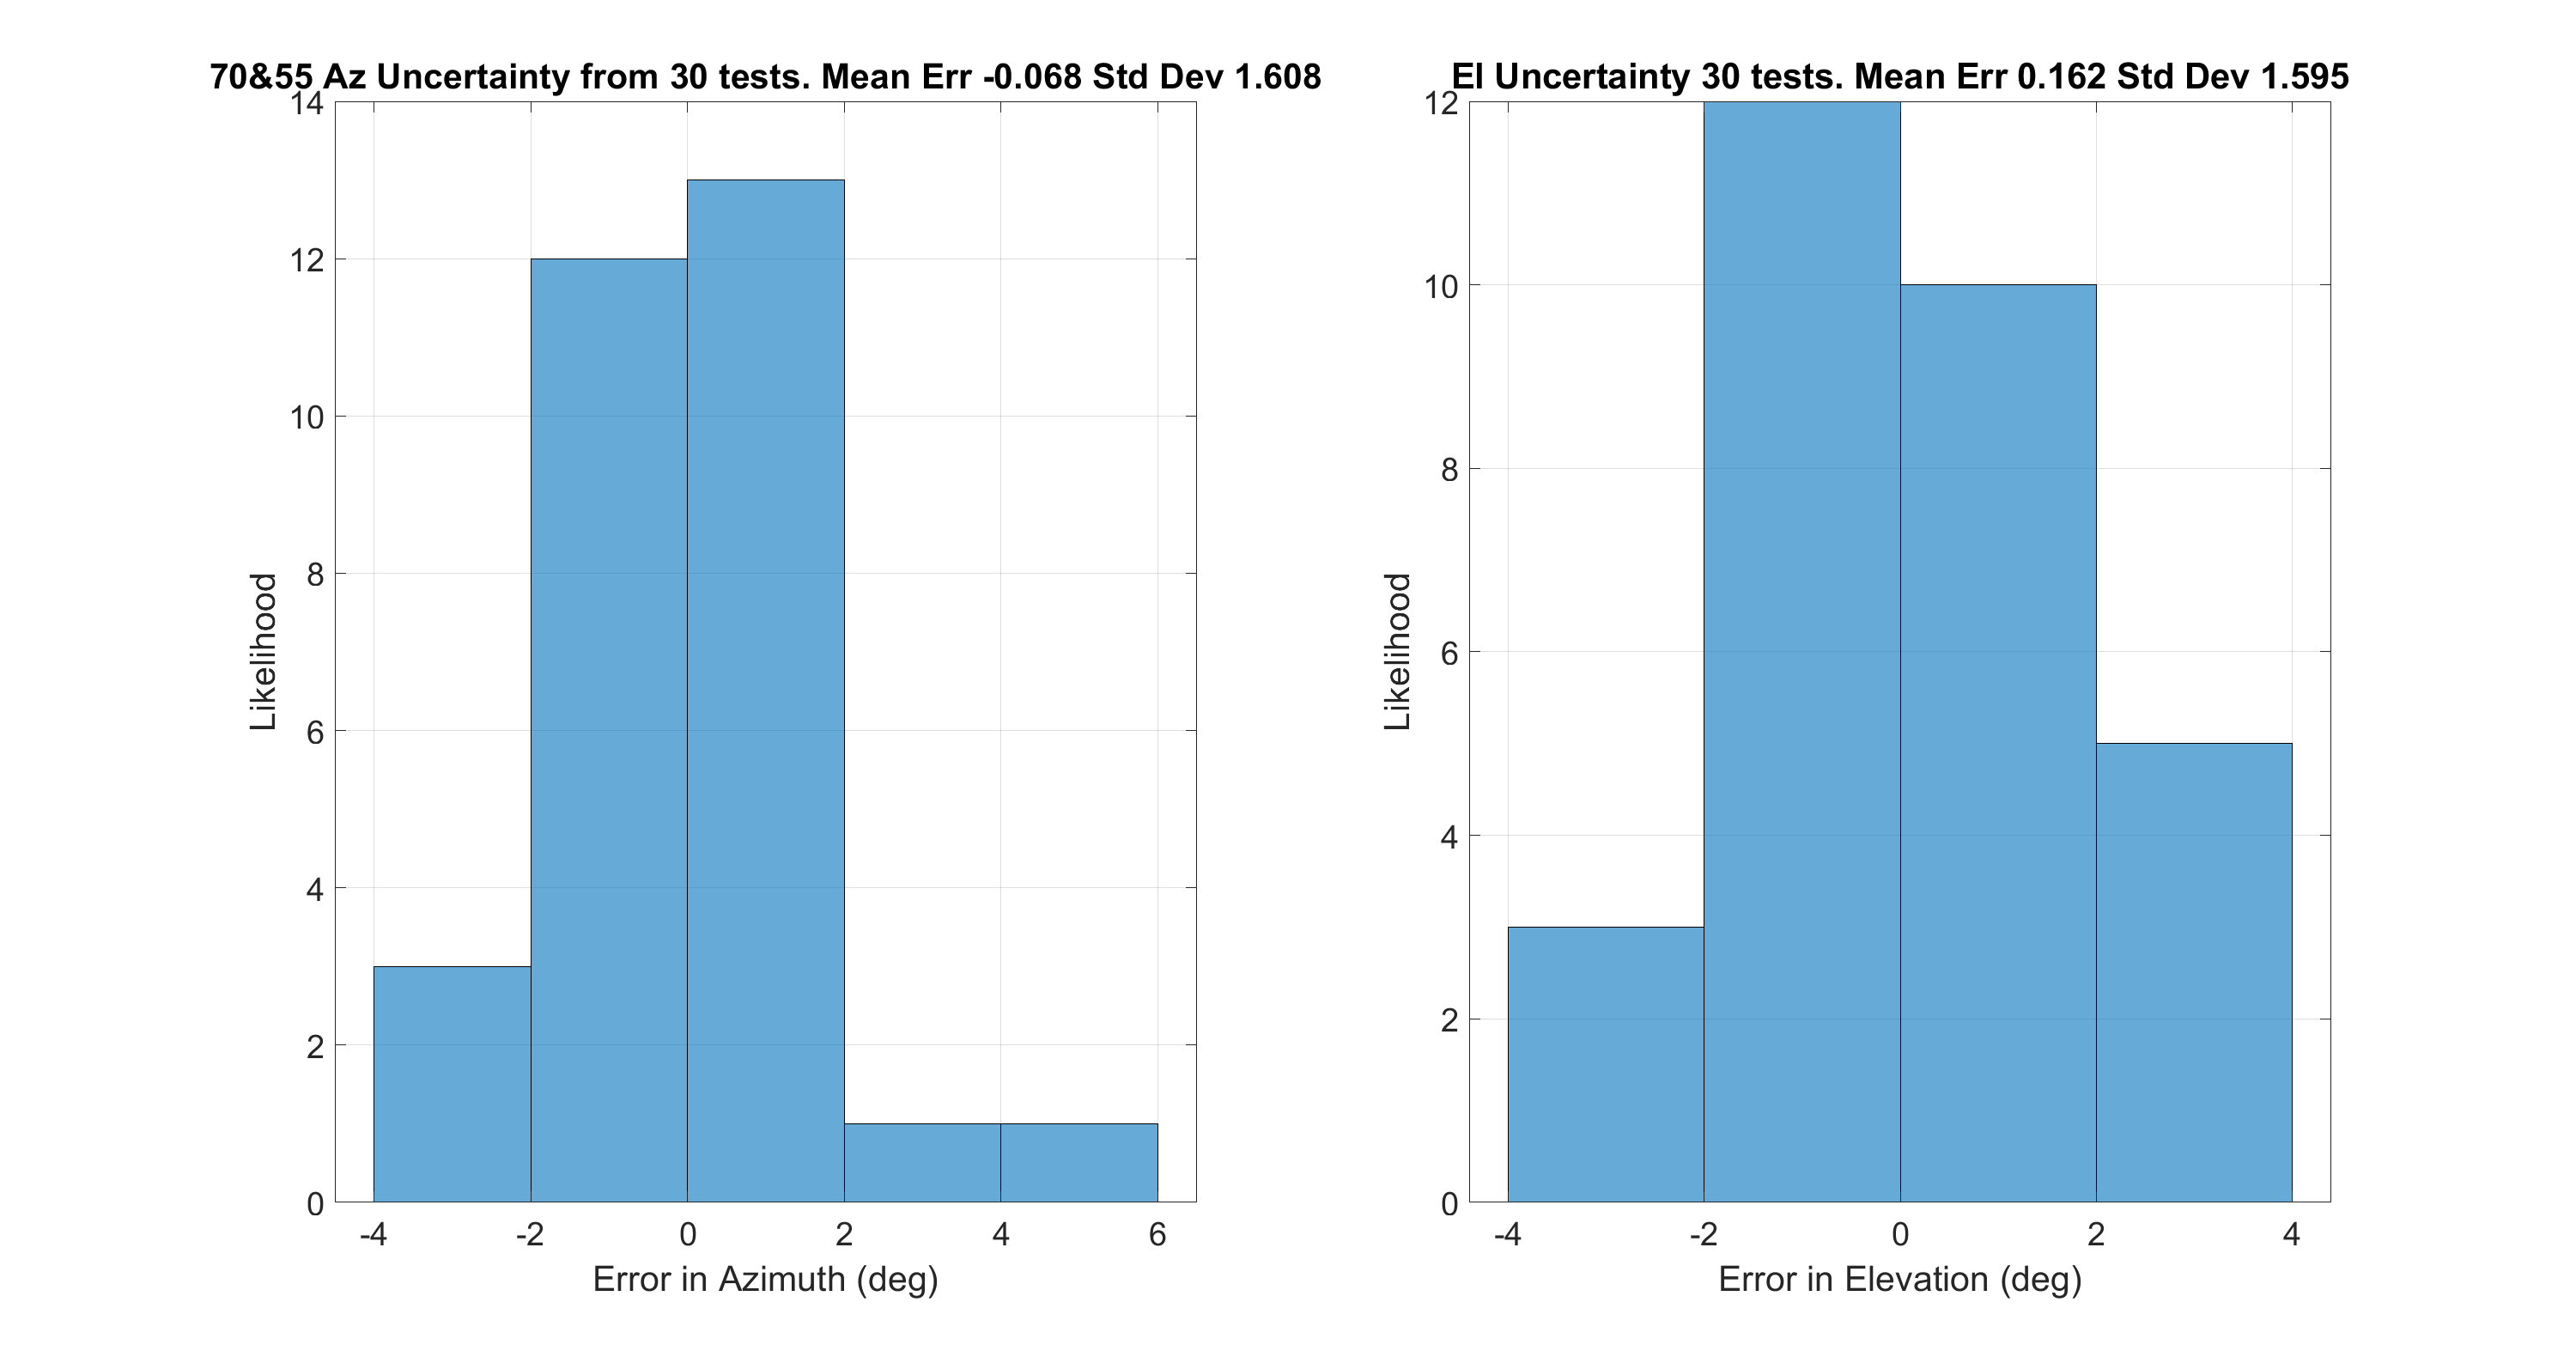 70&55 Az Uncertainty from 30 tests. Mean Err -0.068 Std Dev 1.608
14
12
10
8
6
4
2
0
Likelihood
-4 -2 0 2 4 6
Error in Azimuth (deg)
El Uncertainty 30 tests. Mean Err 0.162 Std Dev 1.595
12
10
8
6
4
2
0
Likelihood
-4 -2 0 2 4
Error in Elevation (deg)